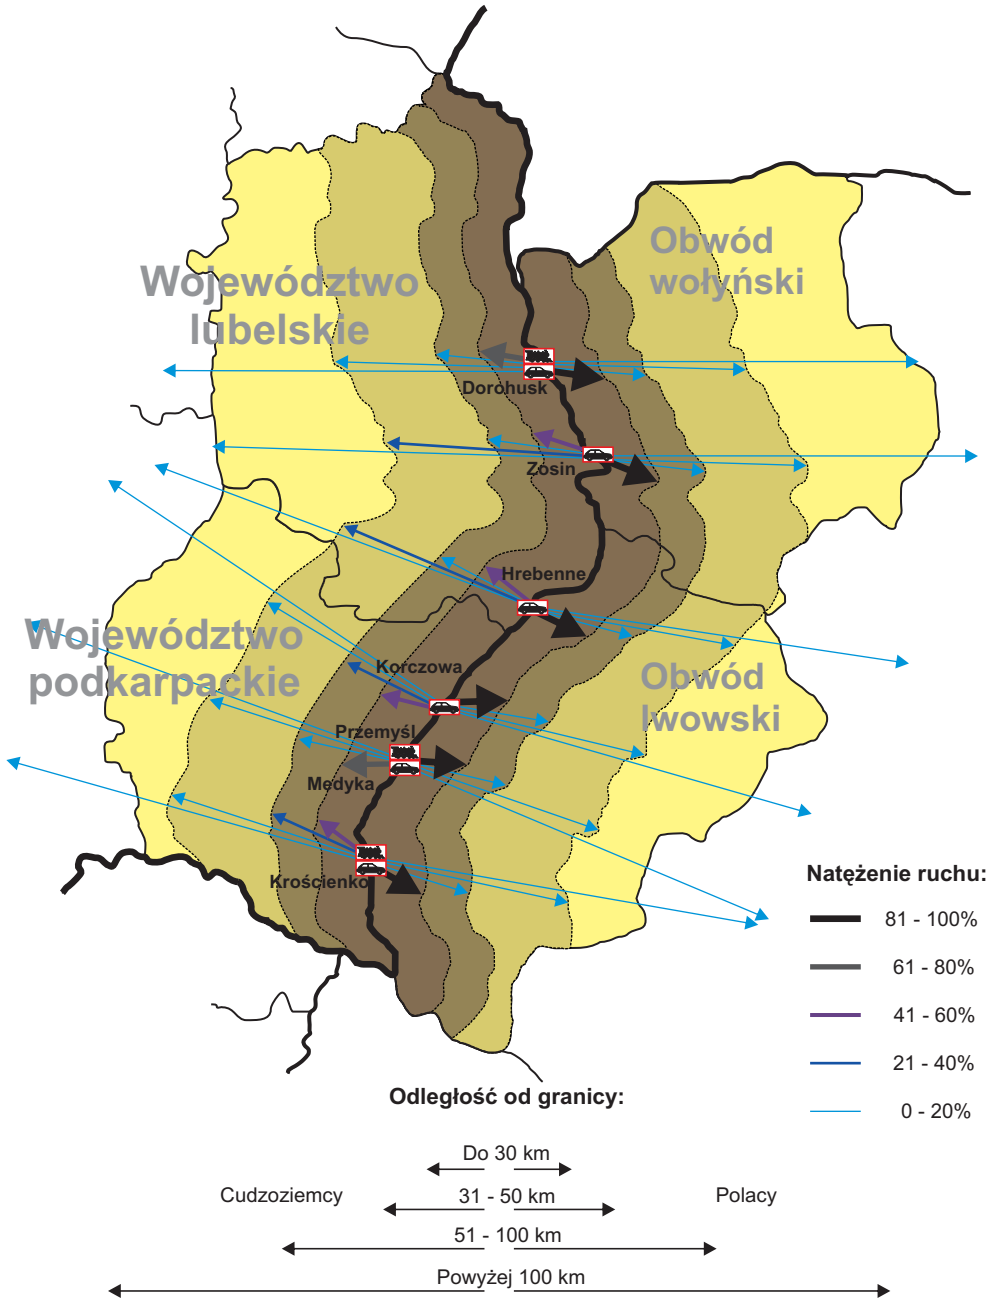 Obwód
wołyński
Województwo
lubelskie
Dorohusk
Zosin
Hrebenne
Województwo
podkarpackie
Korczowa
Obwód
lwowski
Przemyśl
Medyka
Krościenko
Natężenie ruchu:
81 - 100%
61 - 80%
41 - 60%
21 - 40%
0 - 20%
Odległość od granicy:
Do 30 km
Cudzoziemcy
31 - 50 km
Polacy
51 - 100 km
Powyżej 100 km